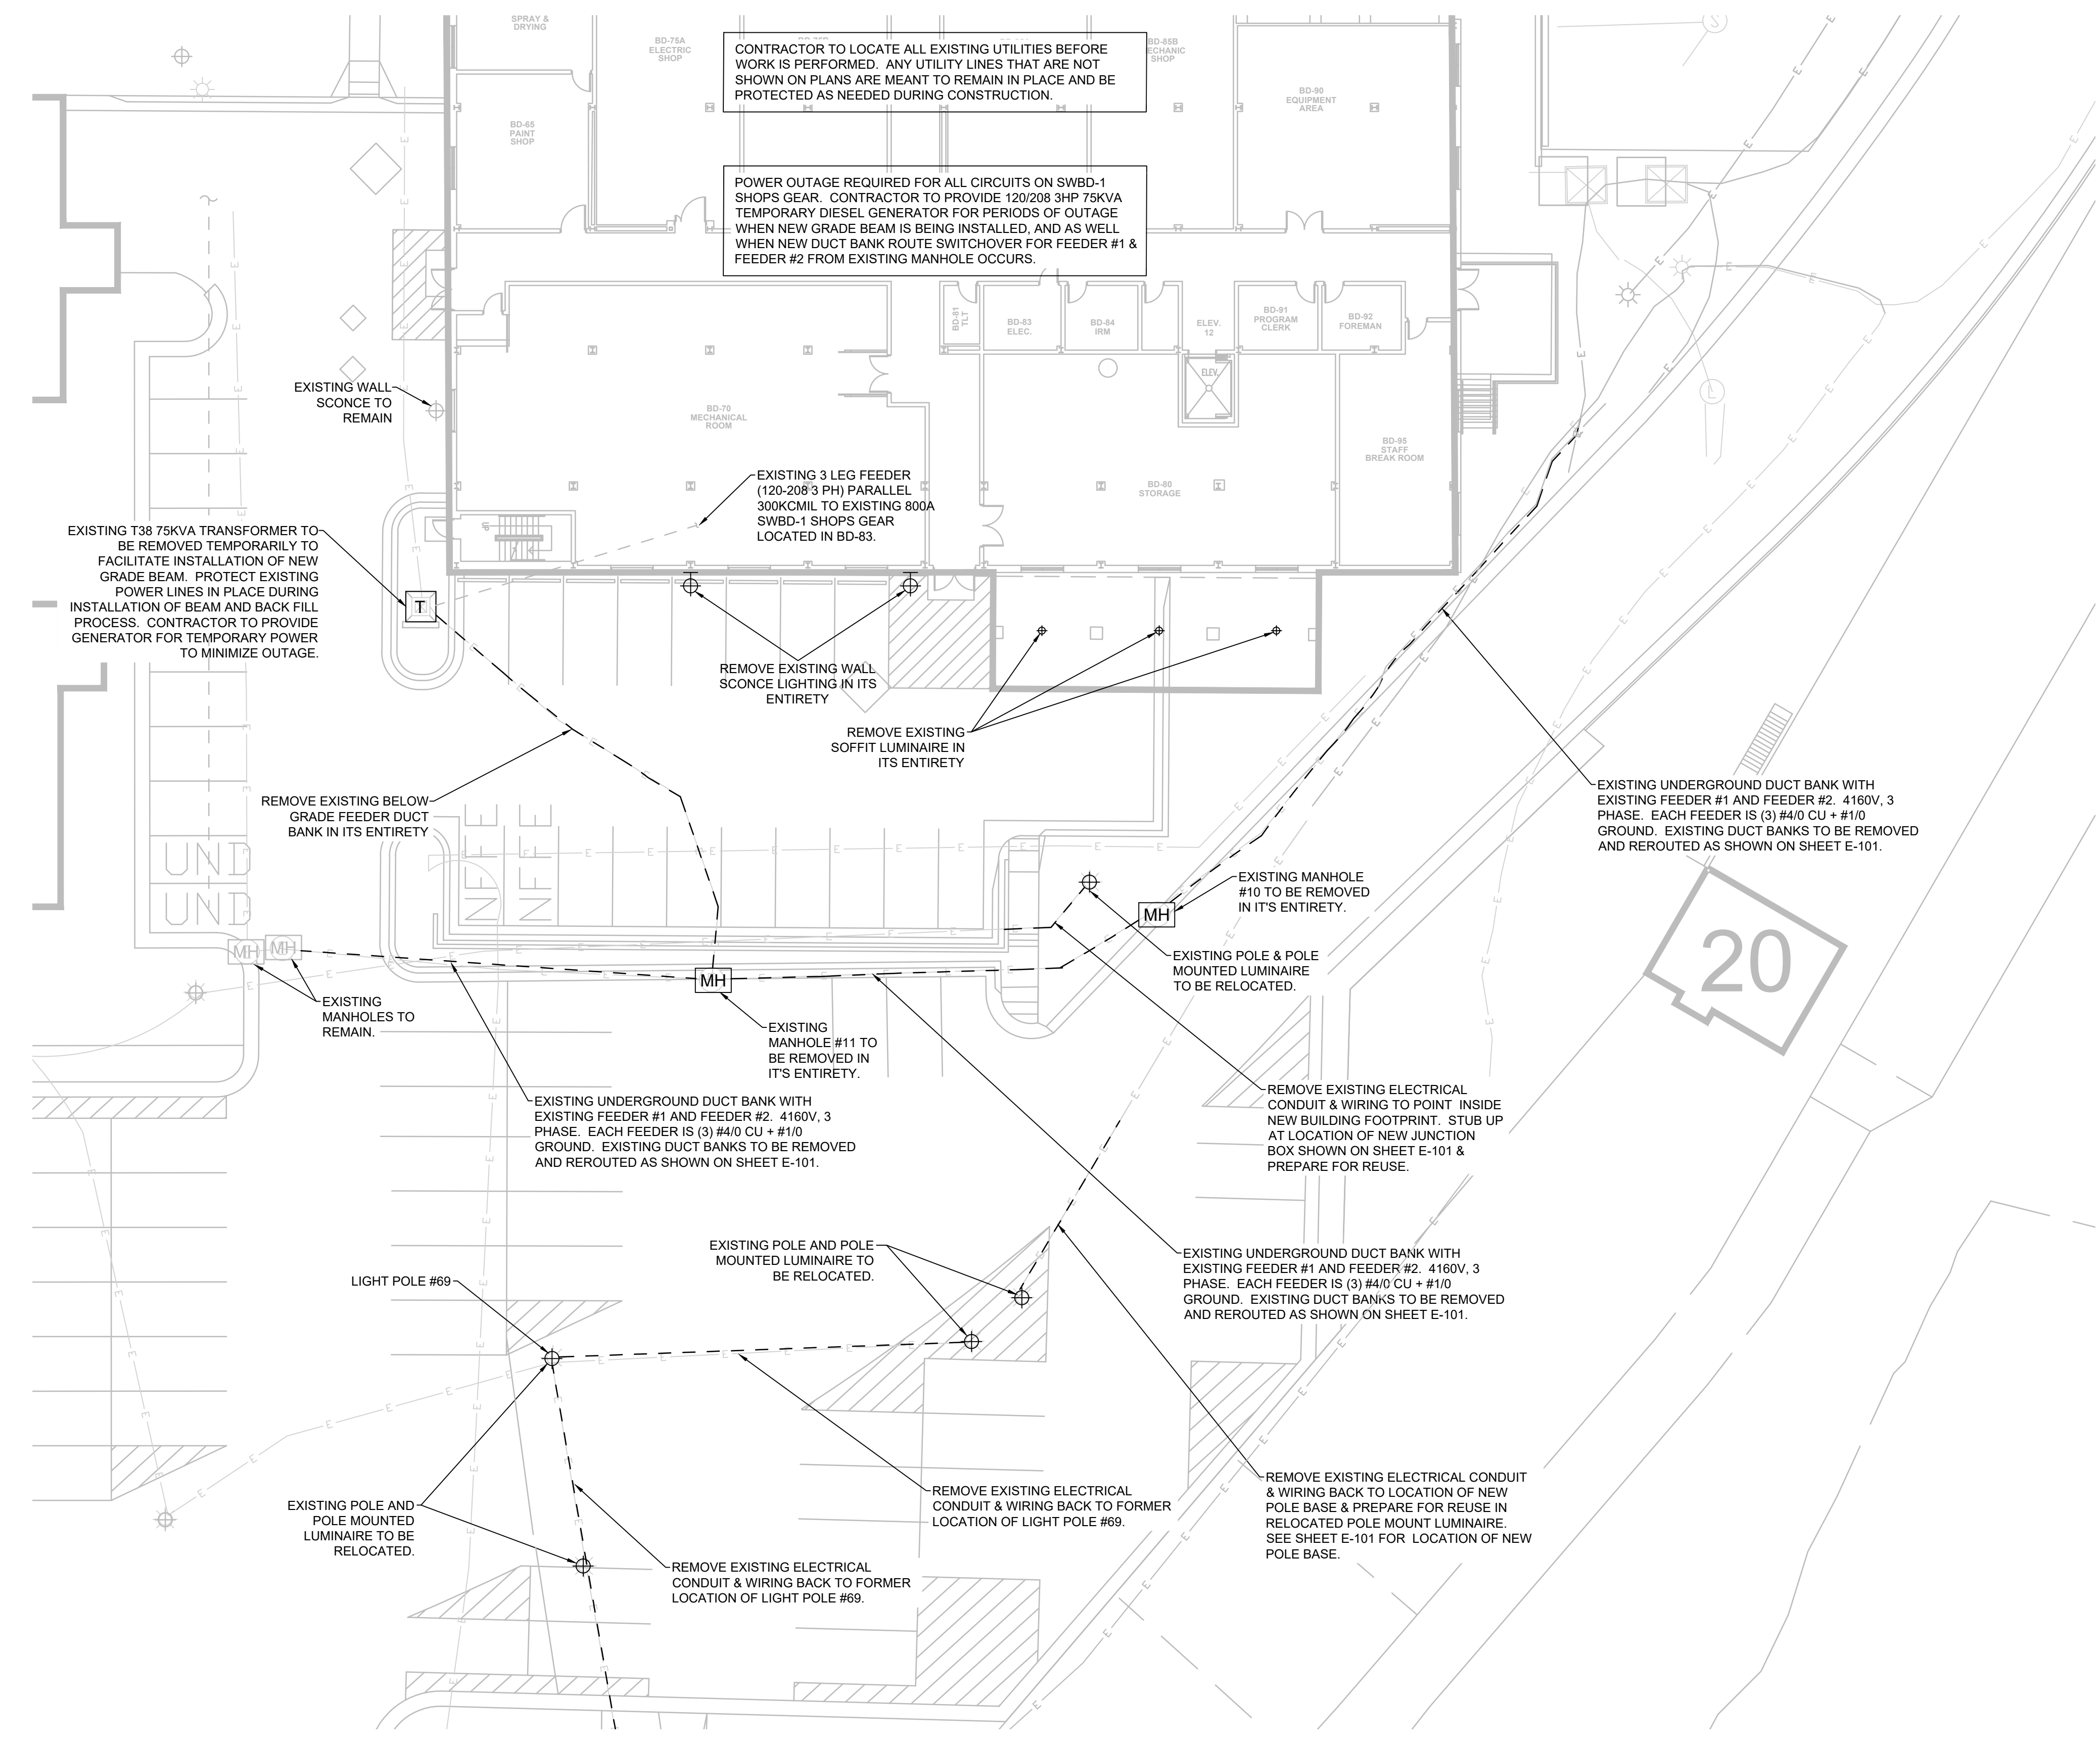 SPRAY &
DRYING
BD-75A
ELECTRIC
SHOP
BD-85B
ECHANIC
SHOP
CONTRACTOR TO LOCATE ALL EXISTING UTILITIES BEFORE
WORK IS PERFORMED. ANY UTILITY LINES THAT ARE NOT
SHOWN ON PLANS ARE MEANT TO REMAIN IN PLACE AND BE
PROTECTED AS NEEDED DURING CONSTRUCTION.
BD-90
EQUIPMENT
AREA
BD-65
PAINT
SHOP
POWER OUTAGE REQUIRED FOR ALL CIRCUITS ON SWBD-1
SHOPS GEAR. CONTRACTOR TO PROVIDE 120/208 3HP 75KVA
TEMPORARY DIESEL GENERATOR FOR PERIODS OF OUTAGE
WHEN NEW GRADE BEAM IS BEING INSTALLED, AND AS WELL
WHEN NEW DUCT BANK ROUTE SWITCHOVER FOR FEEDER #1 &
FEEDER #2 FROM EXISTING MANHOLE OCCURS.
BD-81
TLT
BD-83
ELEC.
BD-84
IRM
ELEV.
12
BD-91
PROGRAM
CLERK
BD-92
FOREMAN
ELEV.
EXISTING WALL
SCONCE TO
REMAIN
BD-70
MECHANICAL
ROOM
BD-95
STAFF
BREAK ROOM
BD-80
STORAGE
EXISTING 3 LEG FEEDER
(120-208 3 PH) PARALLEL
300KCMIL TO EXISTING 800A
SWBD-1 SHOPS GEAR
LOCATED IN BD-83.
UP
EXISTING T38 75KVA TRANSFORMER TO
BE REMOVED TEMPORARILY TO
FACILITATE INSTALLATION OF NEW
GRADE BEAM. PROTECT EXISTING
POWER LINES IN PLACE DURING
INSTALLATION OF BEAM AND BACK FILL
PROCESS. CONTRACTOR TO PROVIDE
GENERATOR FOR TEMPORARY POWER
TO MINIMIZE OUTAGE.
T
REMOVE EXISTING WALL
SCONCE LIGHTING IN ITS
ENTIRETY
REMOVE EXISTING
SOFFIT LUMINAIRE IN
ITS ENTIRETY
EXISTING UNDERGROUND DUCT BANK WITH
EXISTING FEEDER #1 AND FEEDER #2. 4160V, 3
PHASE. EACH FEEDER IS (3) #4/0 CU + #1/0
GROUND. EXISTING DUCT BANKS TO BE REMOVED
AND REROUTED AS SHOWN ON SHEET E-101.
REMOVE EXISTING BELOW
GRADE FEEDER DUCT
BANK IN ITS ENTIRETY
UND
UND
EXISTING MANHOLE
#10 TO BE REMOVED
IN IT'S ENTIRETY.
MH
20
MH
MH
MH
EXISTING POLE & POLE
MOUNTED LUMINAIRE
TO BE RELOCATED.
EXISTING
MANHOLES TO
REMAIN.
EXISTING
MANHOLE #11 TO
BE REMOVED IN
IT'S ENTIRETY.
EXISTING UNDERGROUND DUCT BANK WITH
EXISTING FEEDER #1 AND FEEDER #2. 4160V, 3
PHASE. EACH FEEDER IS (3) #4/0 CU + #1/0
GROUND. EXISTING DUCT BANKS TO BE REMOVED
AND REROUTED AS SHOWN ON SHEET E-101.
REMOVE EXISTING ELECTRICAL
CONDUIT & WIRING TO POINT INSIDE
NEW BUILDING FOOTPRINT. STUB UP
AT LOCATION OF NEW JUNCTION
BOX SHOWN ON SHEET E-101 &
PREPARE FOR REUSE.
EXISTING POLE AND POLE
MOUNTED LUMINAIRE TO
BE RELOCATED.
EXISTING UNDERGROUND DUCT BANK WITH
EXISTING FEEDER #1 AND FEEDER #2. 4160V, 3
PHASE. EACH FEEDER IS (3) #4/0 CU + #1/0
GROUND. EXISTING DUCT BANKS TO BE REMOVED
AND REROUTED AS SHOWN ON SHEET E-101.
LIGHT POLE #69
REMOVE EXISTING ELECTRICAL CONDUIT
& WIRING BACK TO LOCATION OF NEW
POLE BASE & PREPARE FOR REUSE IN
RELOCATED POLE MOUNT LUMINAIRE.
SEE SHEET E-101 FOR LOCATION OF NEW
POLE BASE.
REMOVE EXISTING ELECTRICAL
CONDUIT & WIRING BACK TO FORMER
LOCATION OF LIGHT POLE #69.
EXISTING POLE AND
POLE MOUNTED
LUMINAIRE TO BE
RELOCATED.
REMOVE EXISTING ELECTRICAL
CONDUIT & WIRING BACK TO FORMER
LOCATION OF LIGHT POLE #69.